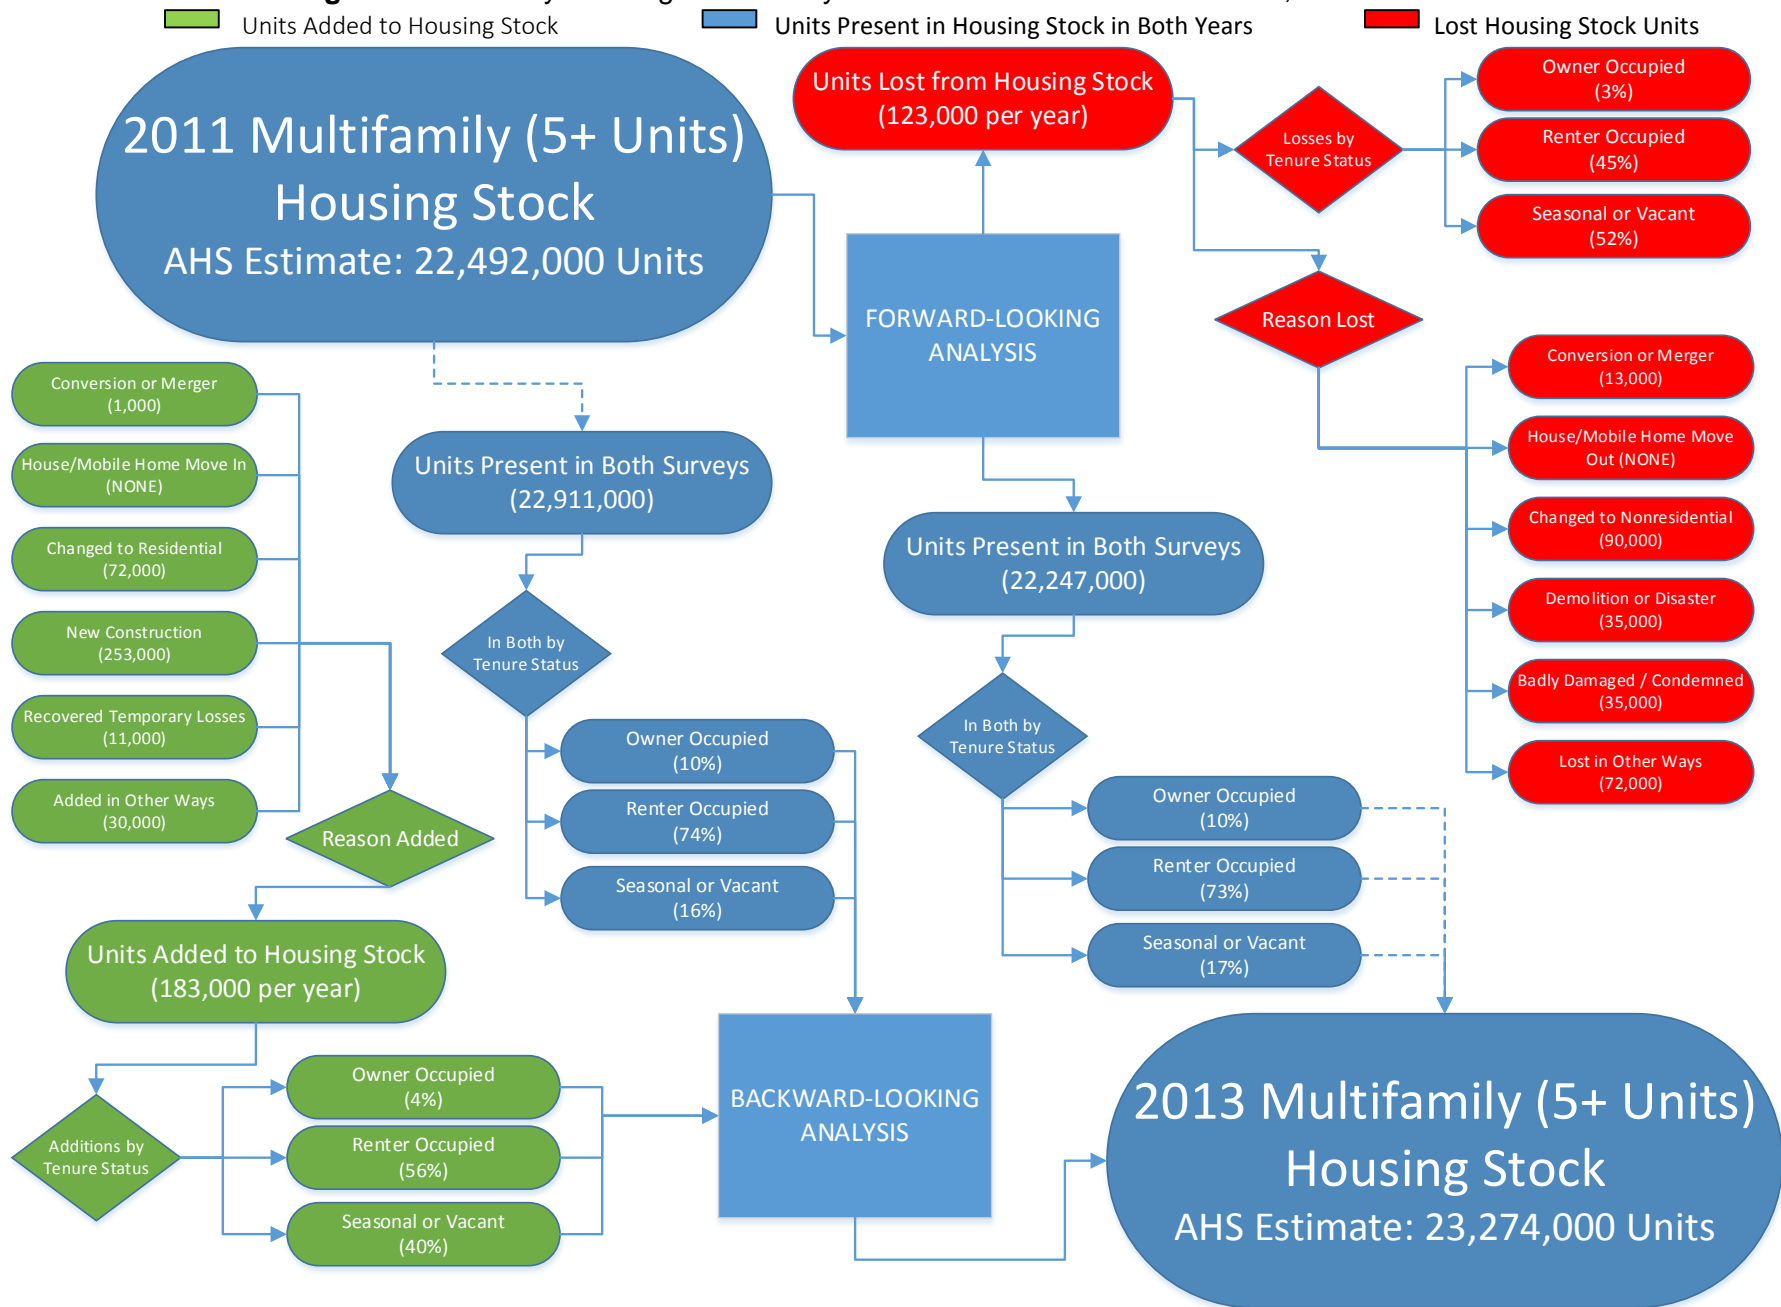 Units Added to Housing Stock
Units Present in Housing Stock in Both Years
Lost Housing Stock Units
2011 Multifamily (5+ Units)
Housing Stock
AHS Estimate: 22,492,000 Units
Units Lost from Housing Stock
(123,000 per year)
Losses by
Tenure Status
Owner Occupied
(3%)
Renter Occupied
(45%)
Seasonal or Vacant
(52%)
FORWARD-LOOKING
ANALYSIS
Reason Lost
Conversion or Merger
(13,000)
House/Mobile Home Move
Out (NONE)
Changed to Nonresidential
(90,000)
Demolition or Disaster
(35,000)
Badly Damaged / Condemned
(35,000)
Lost in Other Ways
(72,000)
Conversion or Merger
(1,000)
House/Mobile Home Move In
(NONE)
Changed to Residential
(72,000)
New Construction
(253,000)
Recovered Temporary Losses
(11,000)
Added in Other Ways
(30,000)
Reason Added
Units Present in Both Surveys
(22,911,000)
In Both by
Tenure Status
Owner Occupied
(10%)
Renter Occupied
(74%)
Seasonal or Vacant
(16%)
Units Present in Both Surveys
(22,247,000)
In Both by
Tenure Status
Owner Occupied
(10%)
Renter Occupied
(73%)
Seasonal or Vacant
(17%)
Units Added to Housing Stock
(183,000 per year)
Additions by
Tenure Status
Owner Occupied
(4%)
Renter Occupied
(56%)
Seasonal or Vacant
(40%)
BACKWARD-LOOKING
ANALYSIS
2013 Multifamily (5+ Units)
Housing Stock
AHS Estimate: 23,274,000 Units